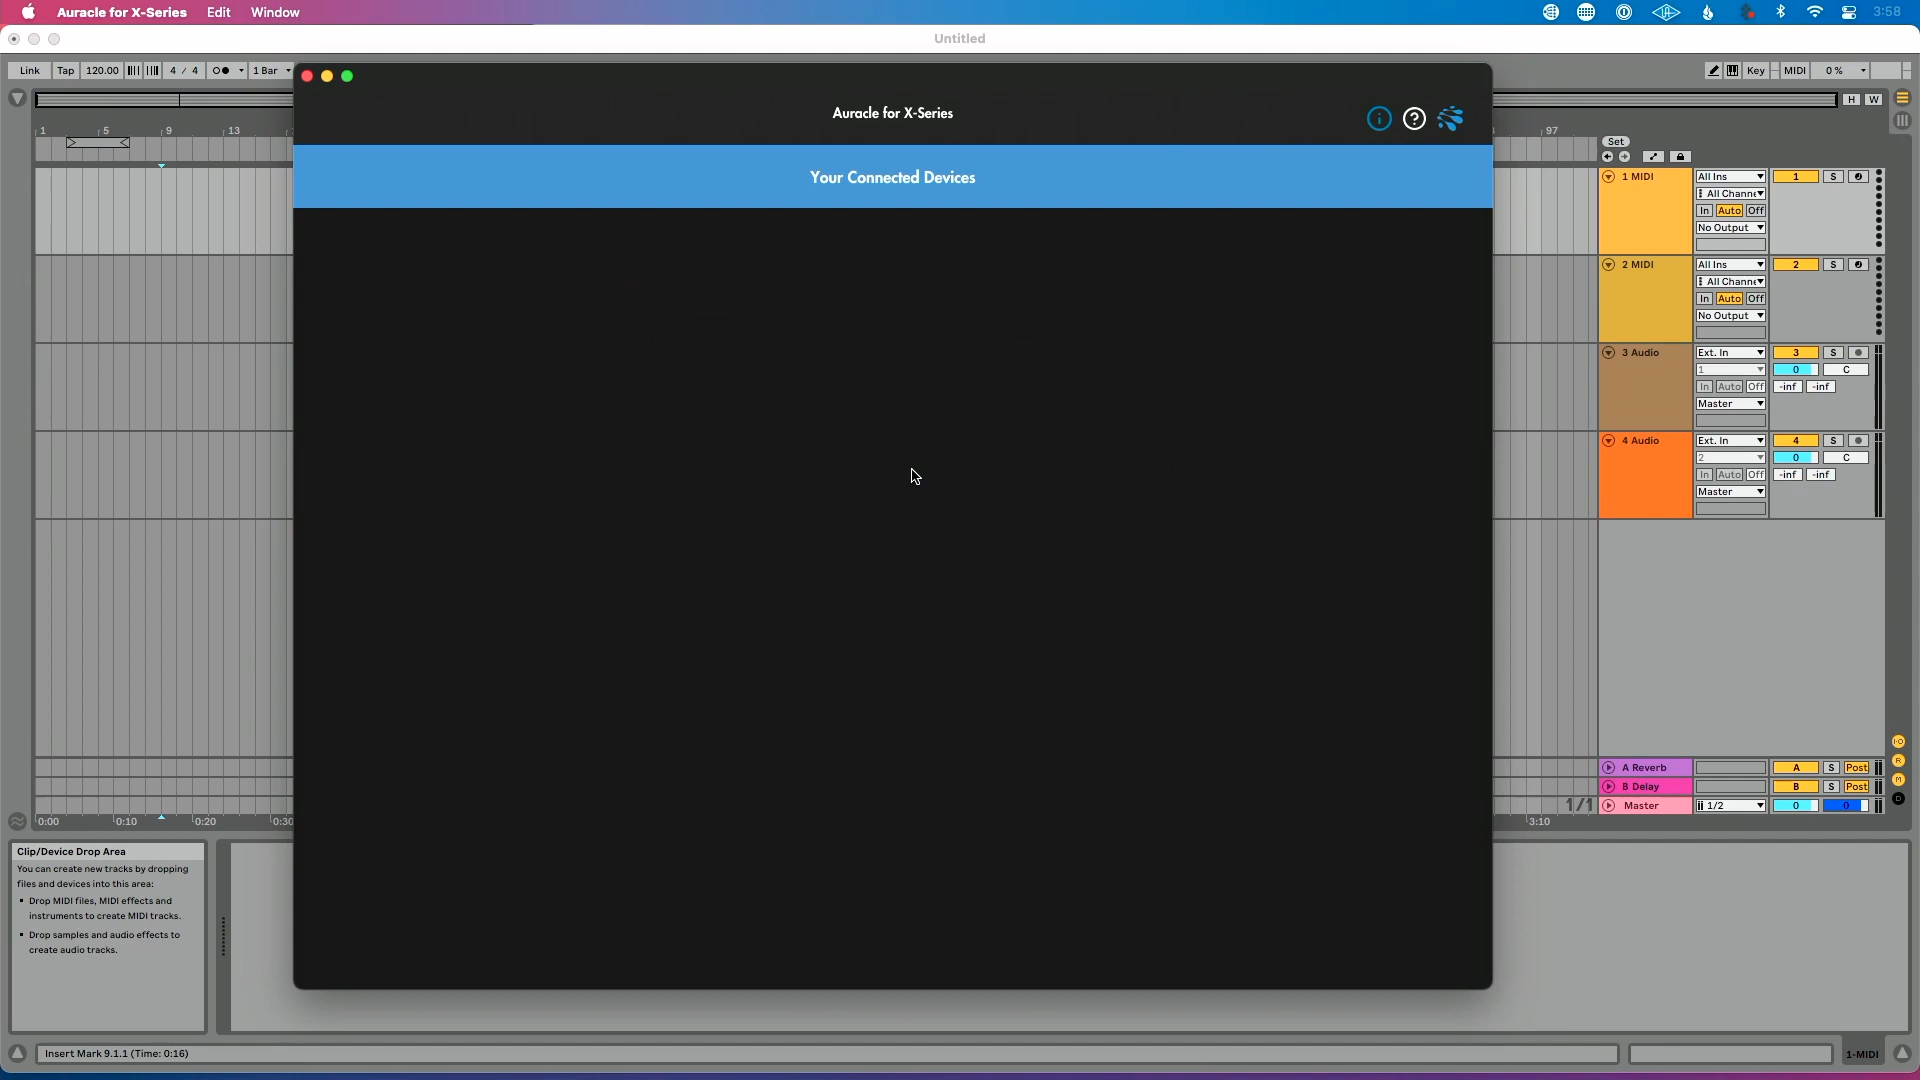 Auracle for X-Series Edit Window 3:58
Untitled
Link Tap 120.00 4 / 4 1 Bar Key MIDI 0 %
Auracle for X-Series
H W
1 5 9 13 97
Set
Your Connected Devices
1 MIDI All Ins 1 S
All Channe
In Auto Off
No Output
2 MIDI All Ins 2 S
All Channe
In Auto Off
No Output
3 Audio Ext. In 3 S
1 0 C
In Auto Off -inf -inf
Master
4 Audio Ext. In 4 S
2 0 C
In Auto Off -inf -inf
Master
A Reverb A S Post
B Delay B S Post
1/1 Master 1/2 0 0
0:00 0:10 0:20 0:30 3:10
Clip/Device Drop Area
You can create new tracks by dropping
files and devices into this area:
▪ Drop MIDI files, MIDI effects and
instruments to create MIDI tracks.
▪ Drop samples and audio effects to
create audio tracks.
Insert Mark 9.1.1 (Time: 0:16) 1-MIDI